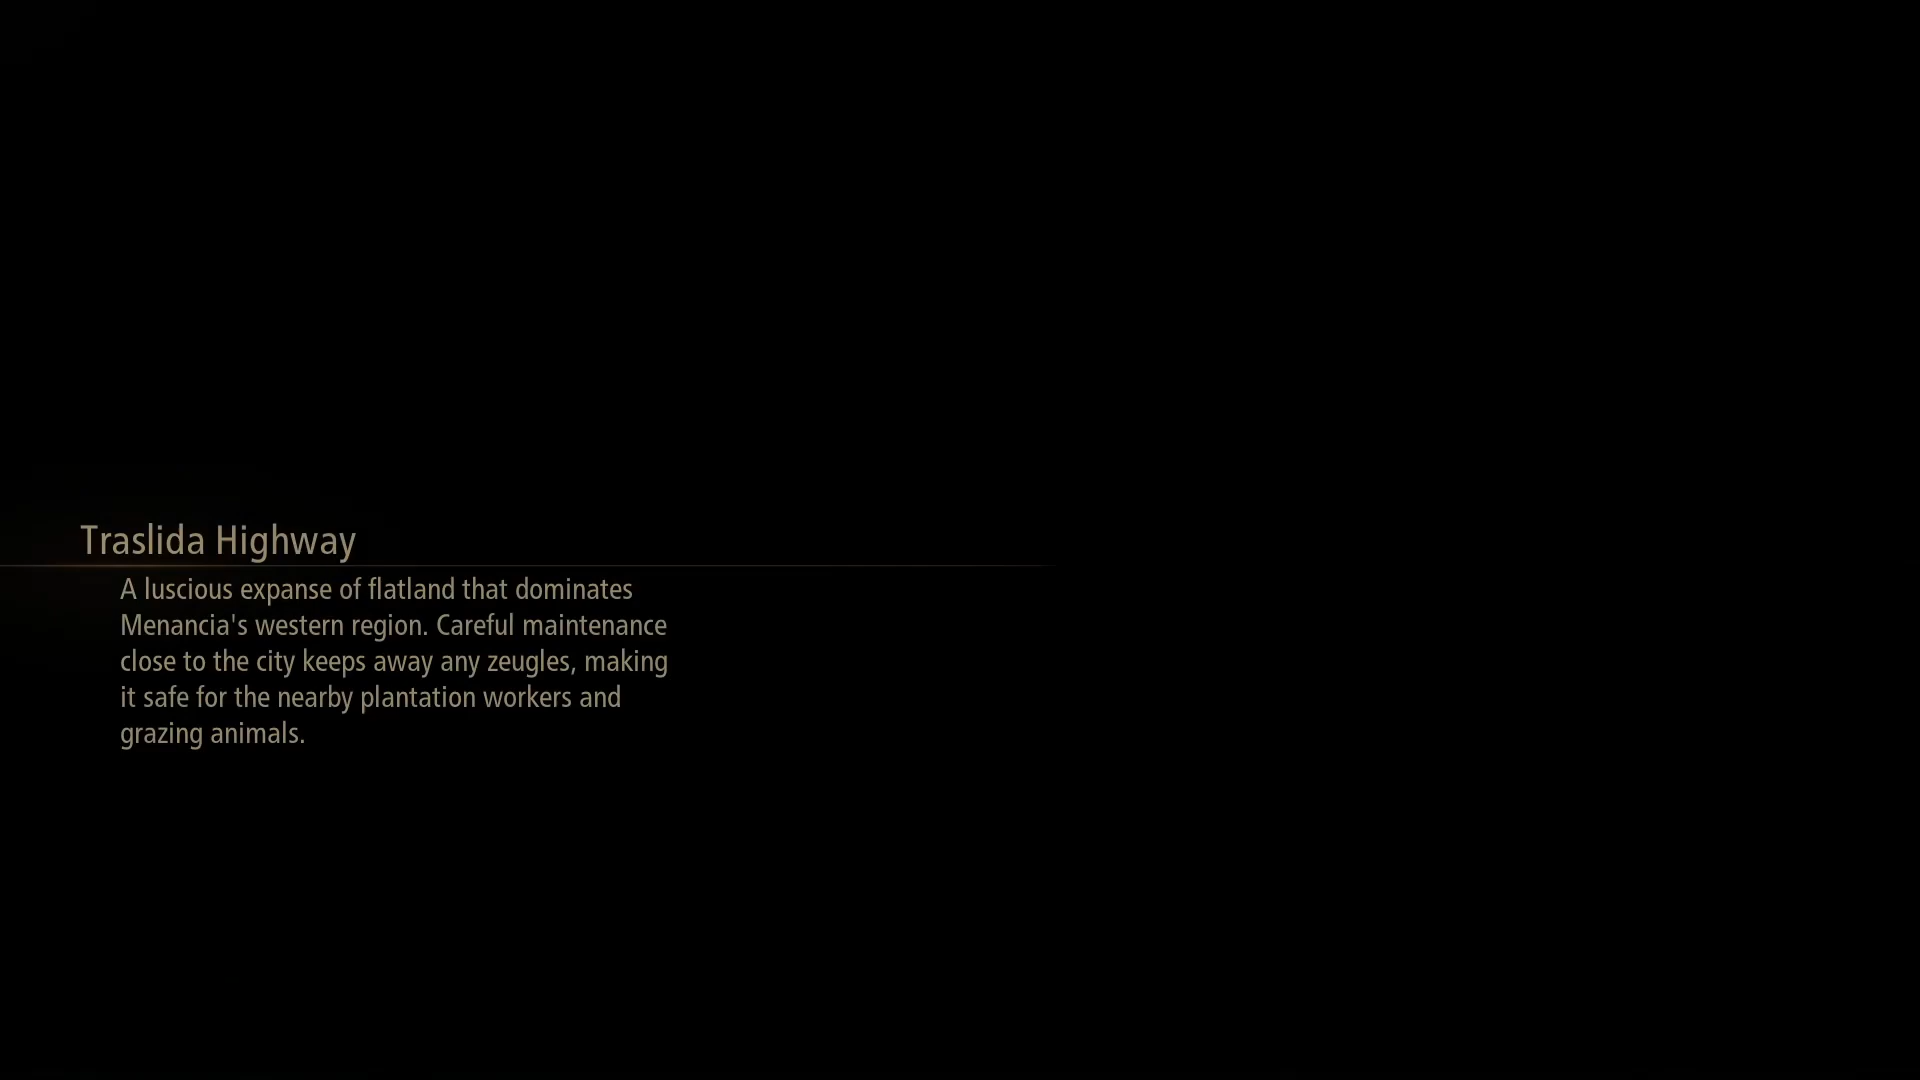 Traslida Highway
A luscious expanse of flatland that dominates
Menancia's western region. Careful maintenance
close to the city keeps away any zeugles, making
it safe for the nearby plantation workers and
grazing animals.